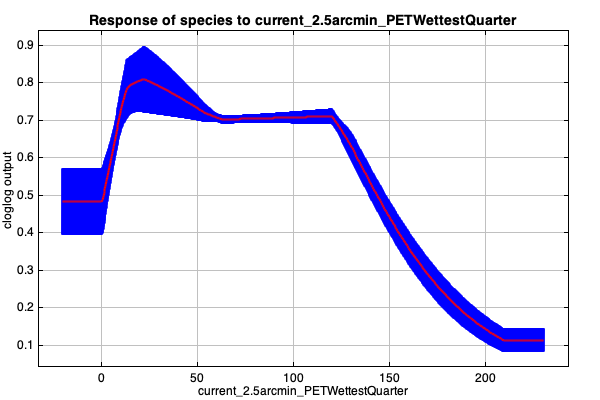 Response of species to current_2.5arcmin_PETWettestQuarter
cloglog output
0.9
0.8
0.7
0.6
0.5
0.4
0.3
0.2
0.1
0 50 100 150 200
current_2.5arcmin_PETWettestQuarter